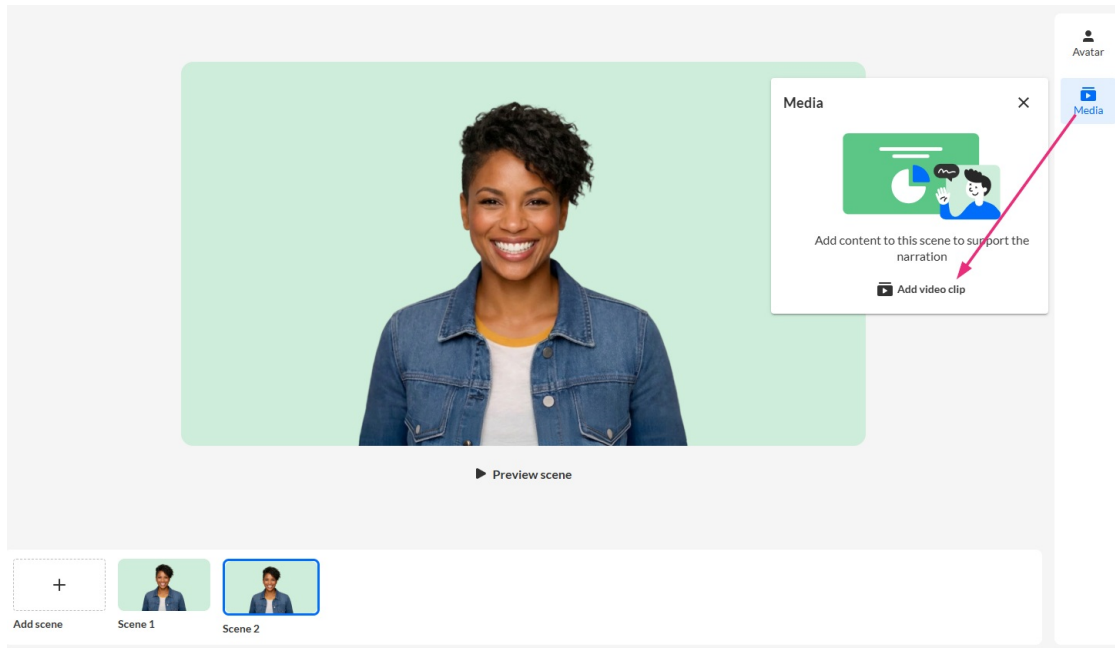 Avatar
Media
Media
Add content to this scene to support the
narration
Add video clip
Preview scene
Add scene
Scene 1
Scene 2